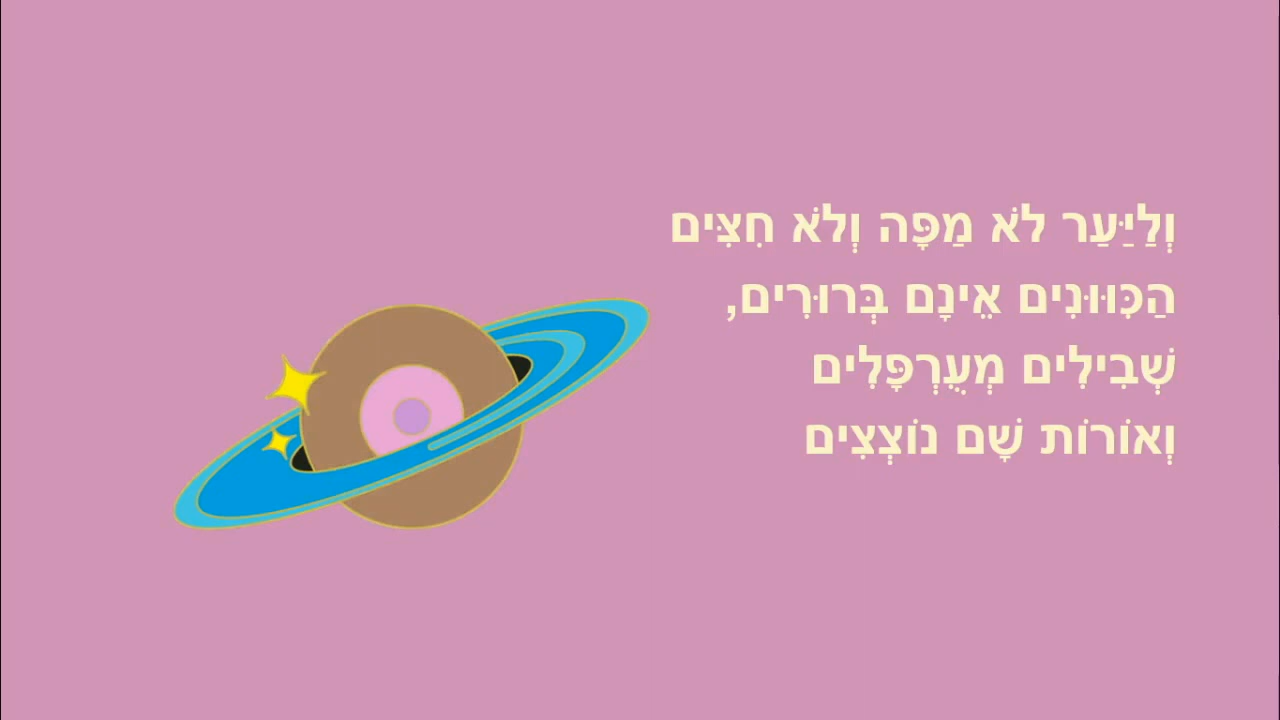 וְלַיַּעַר לֹא מַפָּה וְלֹא חִצִּים
הַכִּוּוּנִים אֵינָם בְּרוּרִים,
שְׁבִילִים מְעֻרְפָּלִים
וְאוֹרוֹת שָׁם נוֹצְצִים